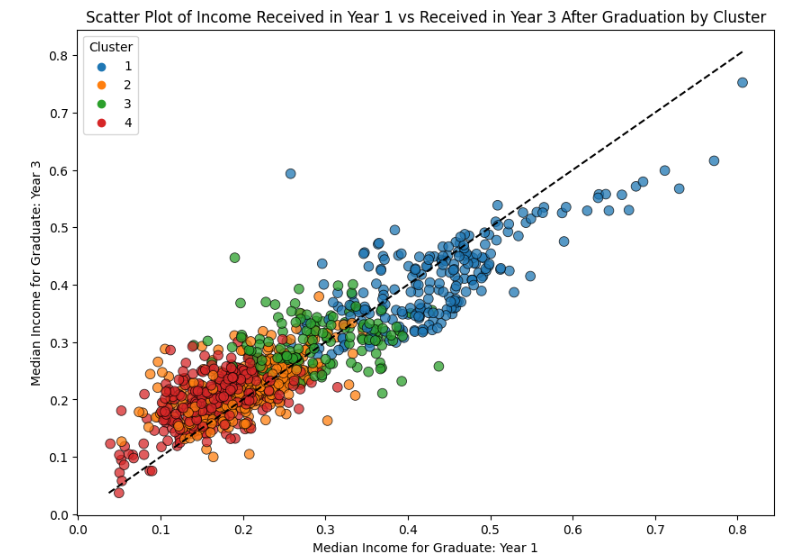 Scatter Plot of Income Received in Year 1 vs Received in Year 3 After Graduation by Cluster
Cluster
1
2
3
4
Median Income for Graduate: Year 3
0.8
0.7
0.6
0.5
0.4
0.3
0.2
0.1
0.0
0.0 0.1 0.2 0.3 0.4 0.5 0.6 0.7 0.8
Median Income for Graduate: Year 1